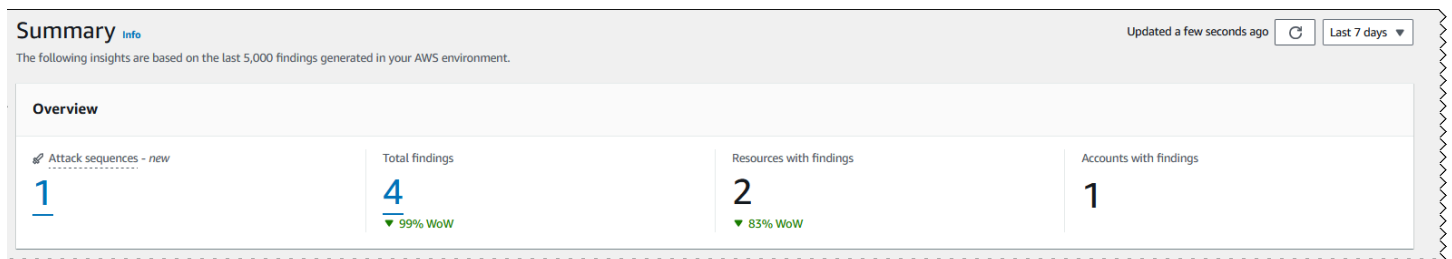 Summary Info
Updated a few seconds ago
Last 7 days
The following insights are based on the last 5,000 findings generated in your AWS environment.
Overview
Attack sequences - new
1
Total findings
4
99% WoW
Resources with findings
2
83% WoW
Accounts with findings
1